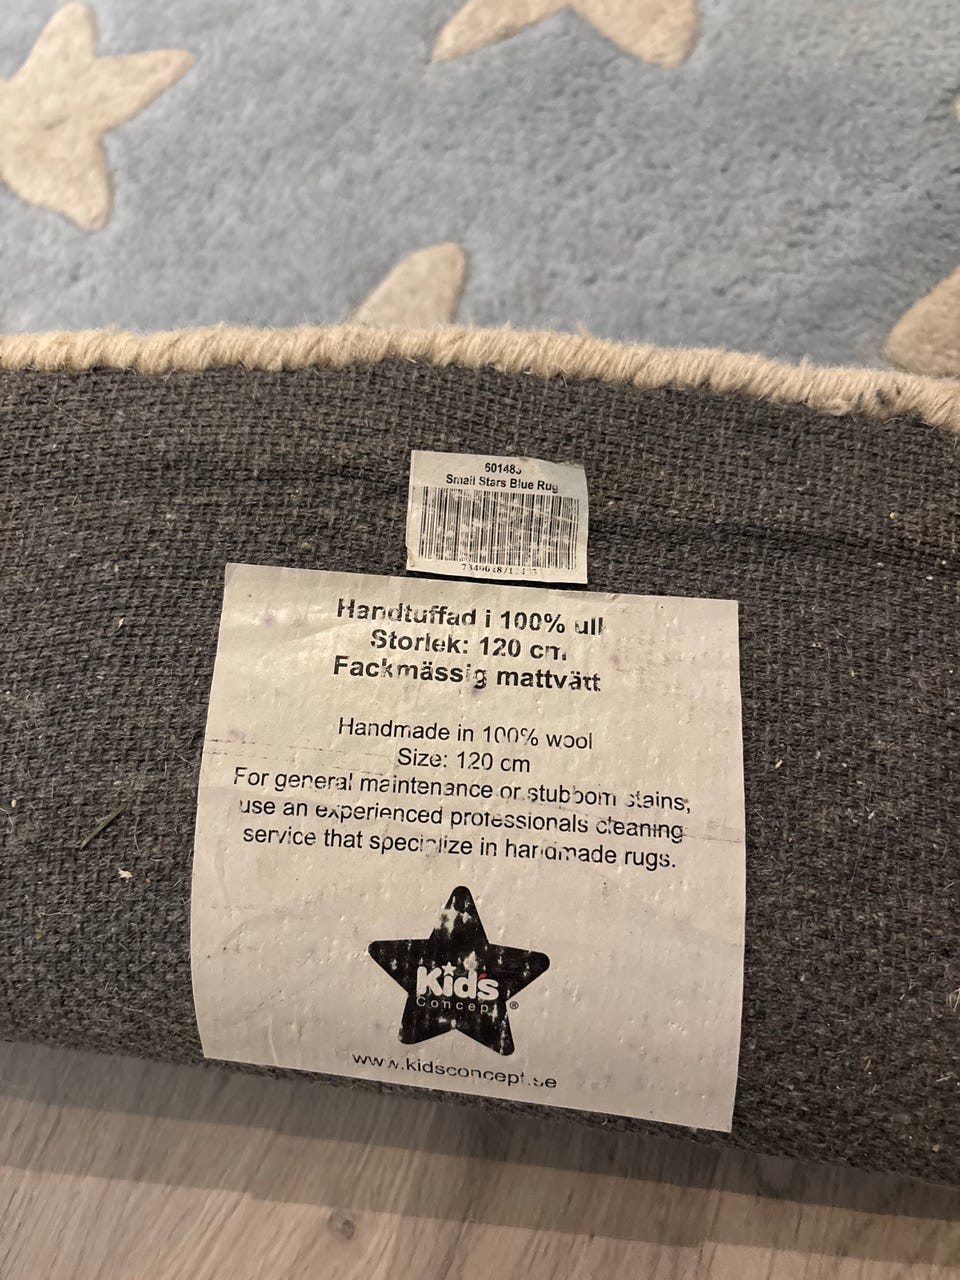 601483
Small Stars Blue Rug
Handtuffad i 100% ull
Storlek: 120 cm.
Fackmässig mattvätt
Handmade in 100% wool
Size: 120 cm
For general maintenance or stubborn stains,
use an experienced professionals cleaning
service that specialize in handmade rugs.
Kid's
Concept ®
www.kidsconcept.se